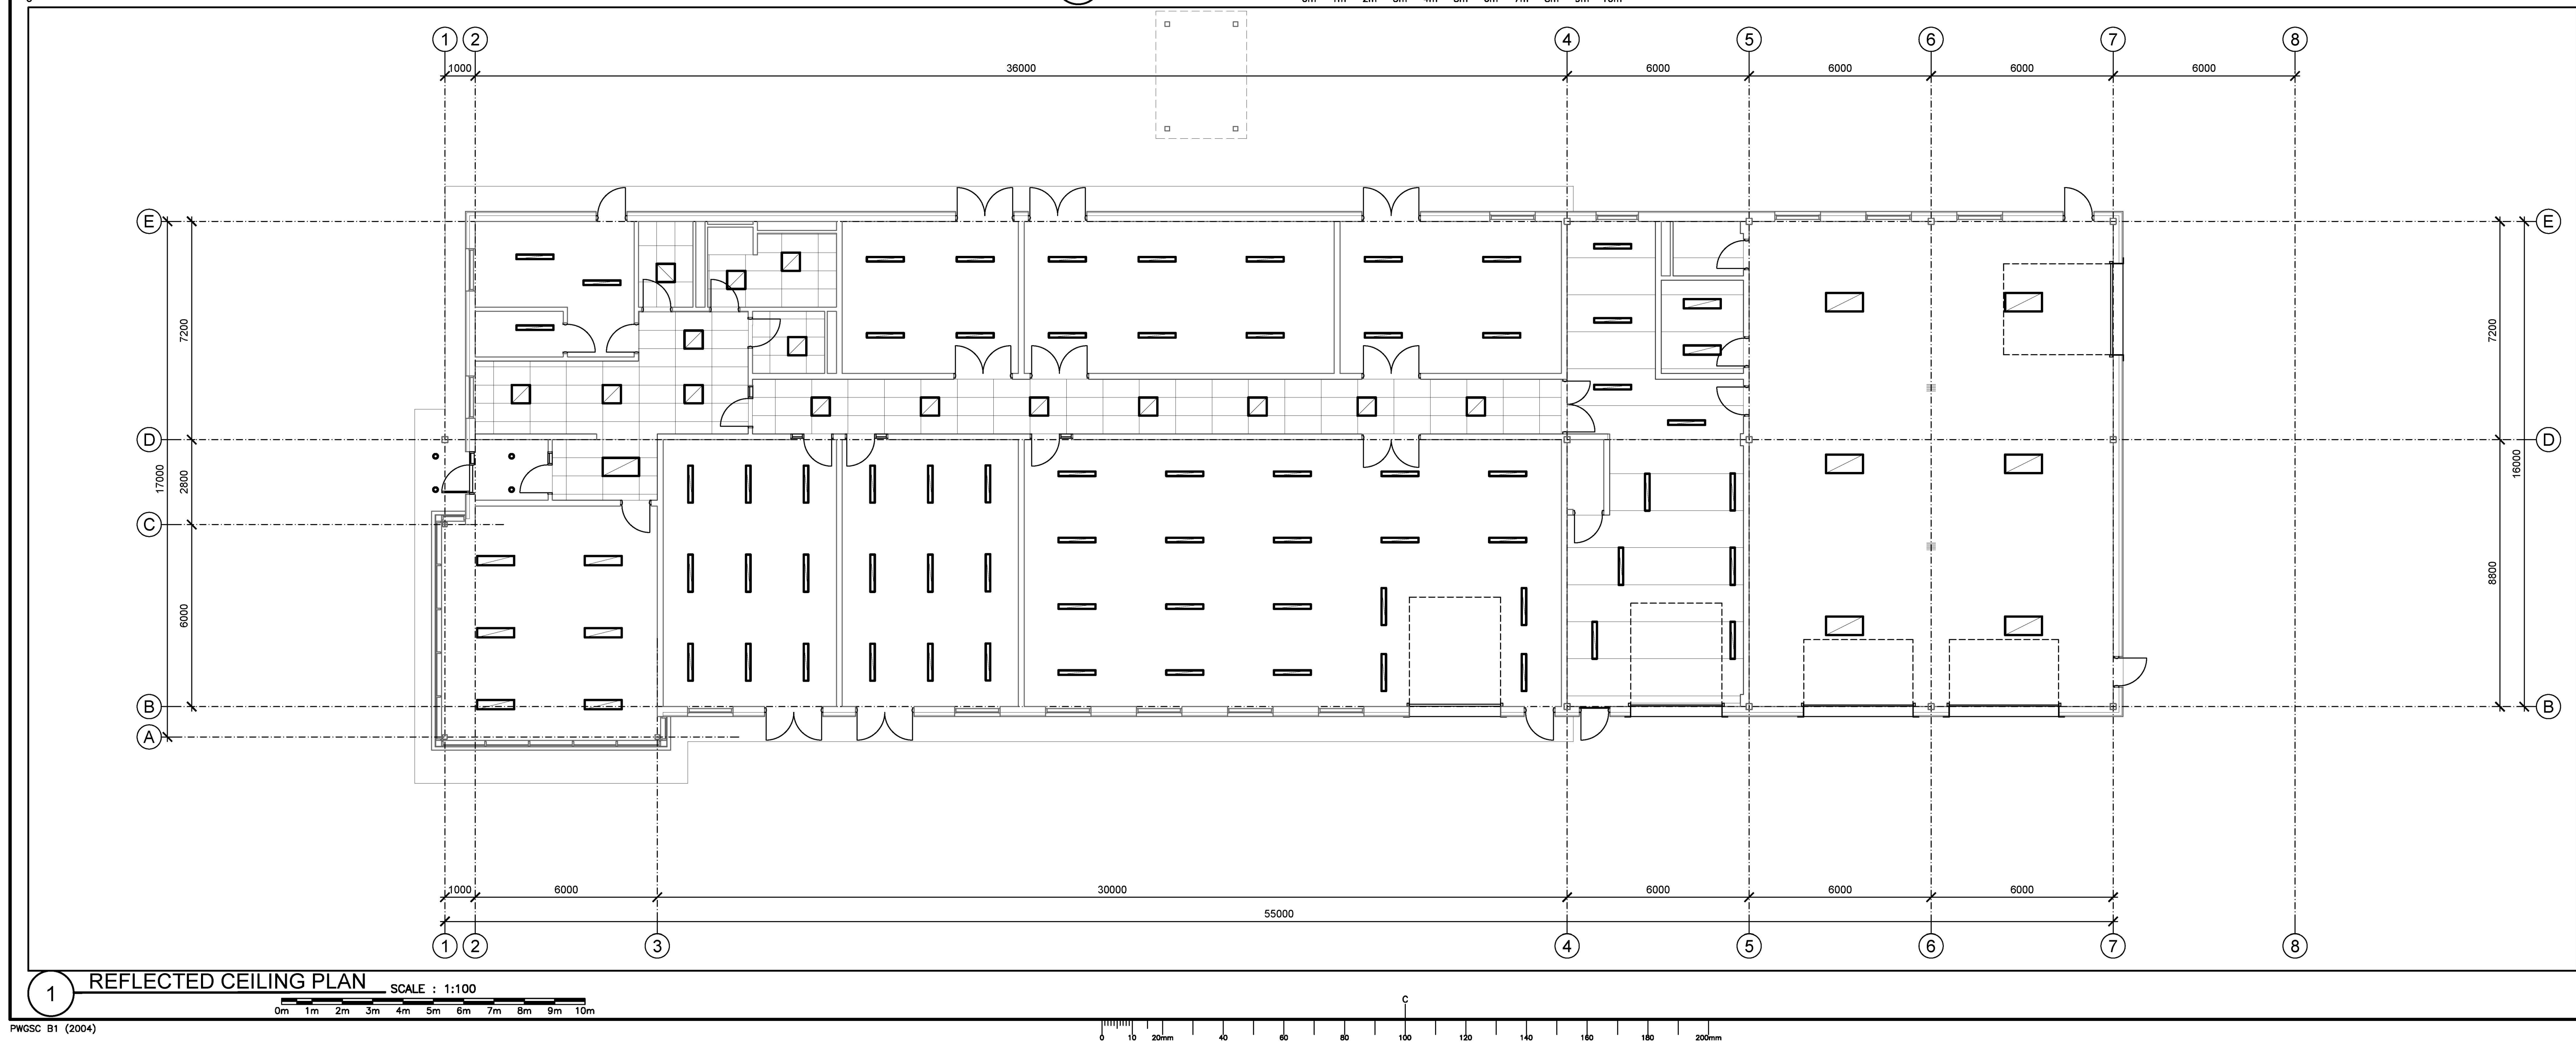 1 2 4 5 6 7 8
1000 36000 6000 6000 6000 6000
E E
7200 7200
D D
17000 2800 16000
C
6000 8800
B B
A
1000 6000 30000 6000 6000 6000
55000
1 2 3 4 5 6 7 8
1 REFLECTED CEILING PLAN SCALE : 1:100
0m 1m 2m 3m 4m 5m 6m 7m 8m 9m 10m
C
PWGSC B1 (2004)
0 10 20mm 40 60 80 100 120 140 160 180 200mm